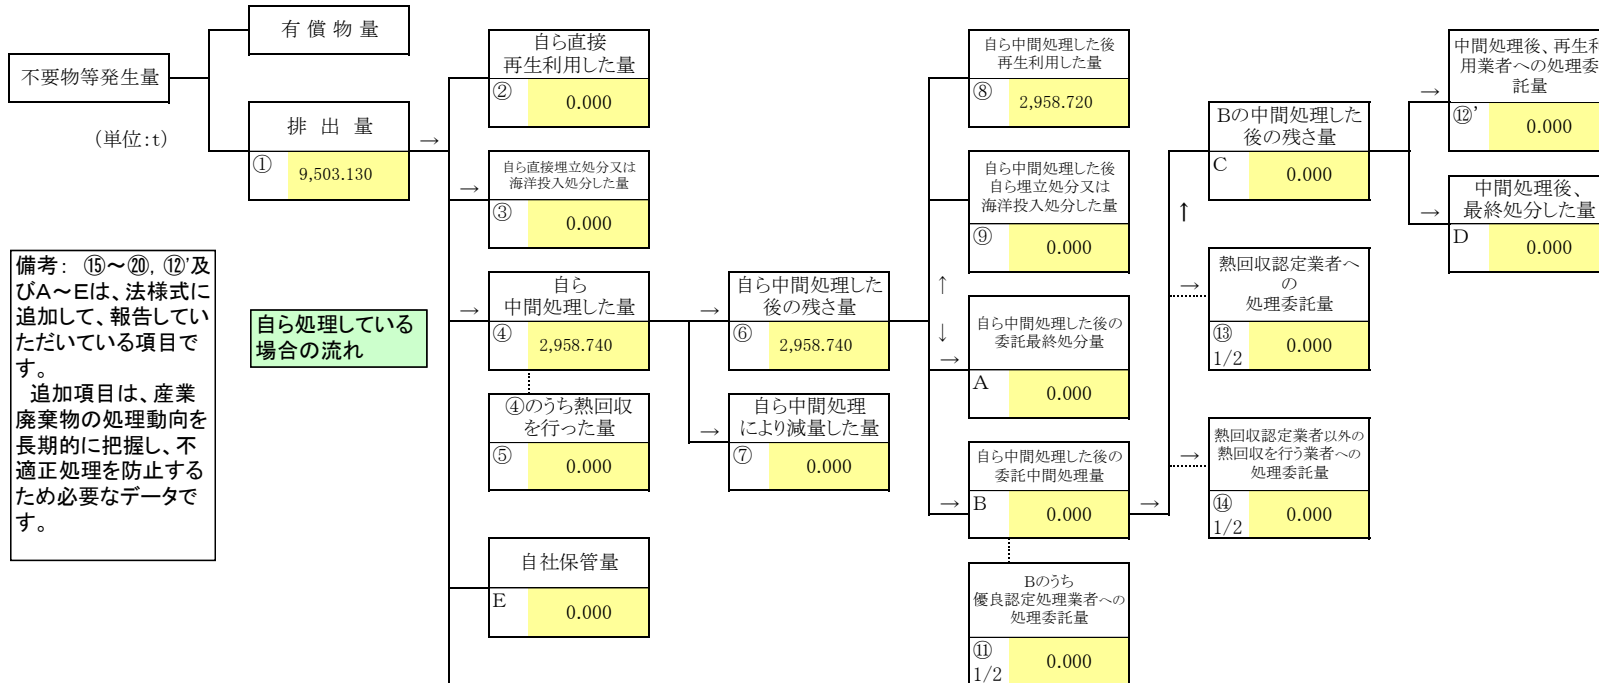 有 償 物 量
不要物等発生量
(単位:t)
排 出 量
①
9,503.130
→
備考： ⑮～⑳, ⑫'及
びA～Eは、法様式に
追加して、報告してい
ただいている項目で
す。
追加項目は、産業
廃棄物の処理動向を
長期的に把握し、不
適正処理を防止する
ため必要なデータで
す。
自ら処理している
場合の流れ
自ら直接
再生利用した量
②
0.000
→
自ら直接埋立処分又は
海洋投入処分した量
③
0.000
→
自ら
中間処理した量
④
2,958.740
④のうち熱回収
を行った量
⑤
0.000
自社保管量
E
0.000
→
自ら中間処理した
後の残さ量
⑥
2,958.740
→
自ら中間処理
により減量した量
⑦
0.000
自ら中間処理した後
再生利用した量
⑧
2,958.720
自ら中間処理した後
自ら埋立処分又は
海洋投入処分した量
⑨
0.000
↑
↓
→
自ら中間処理した後の
委託最終処分量
A
0.000
→
自ら中間処理した後の
委託中間処理量
B
0.000
→
Bのうち
優良認定処理業者への
処理委託量
⑪
1/2
0.000
→
Bの中間処理した
後の残さ量
C
0.000
↑
→
熱回収認定業者へ
の
処理委託量
⑬
1/2
0.000
→
熱回収認定業者以外の
熱回収を行う業者への
処理委託量
⑭
1/2
0.000
→
中間処理後、再生利
用業者への処理委
託量
⑫'
0.000
→
中間処理後、
最終処分した量
D
0.000